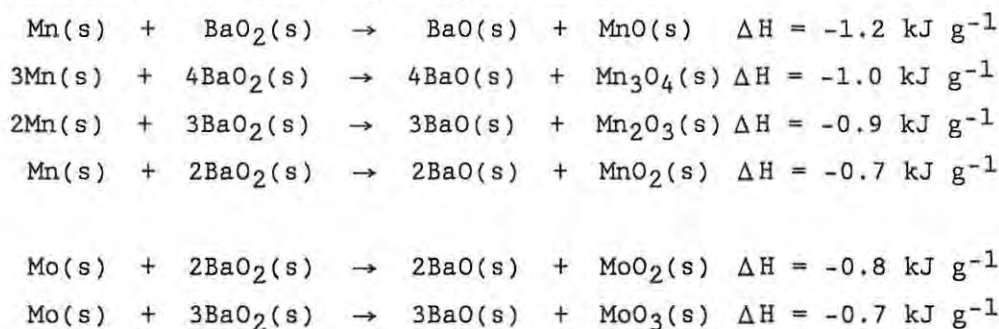 Mn(s) + BaO₂(s) → BaO(s) + MnO(s) ΔH = -1.2 kJ g⁻¹
3Mn(s) + 4BaO₂(s) → 4BaO(s) + Mn₃O₄(s) ΔH = -1.0 kJ g⁻¹
2Mn(s) + 3BaO₂(s) → 3BaO(s) + Mn₂O₃(s) ΔH = -0.9 kJ g⁻¹
Mn(s) + 2BaO₂(s) → 2BaO(s) + MnO₂(s) ΔH = -0.7 kJ g⁻¹
Mo(s) + 2BaO₂(s) → 2BaO(s) + MoO₂(s) ΔH = -0.8 kJ g⁻¹
Mo(s) + 3BaO₂(s) → 3BaO(s) + MoO₃(s) ΔH = -0.7 kJ g⁻¹